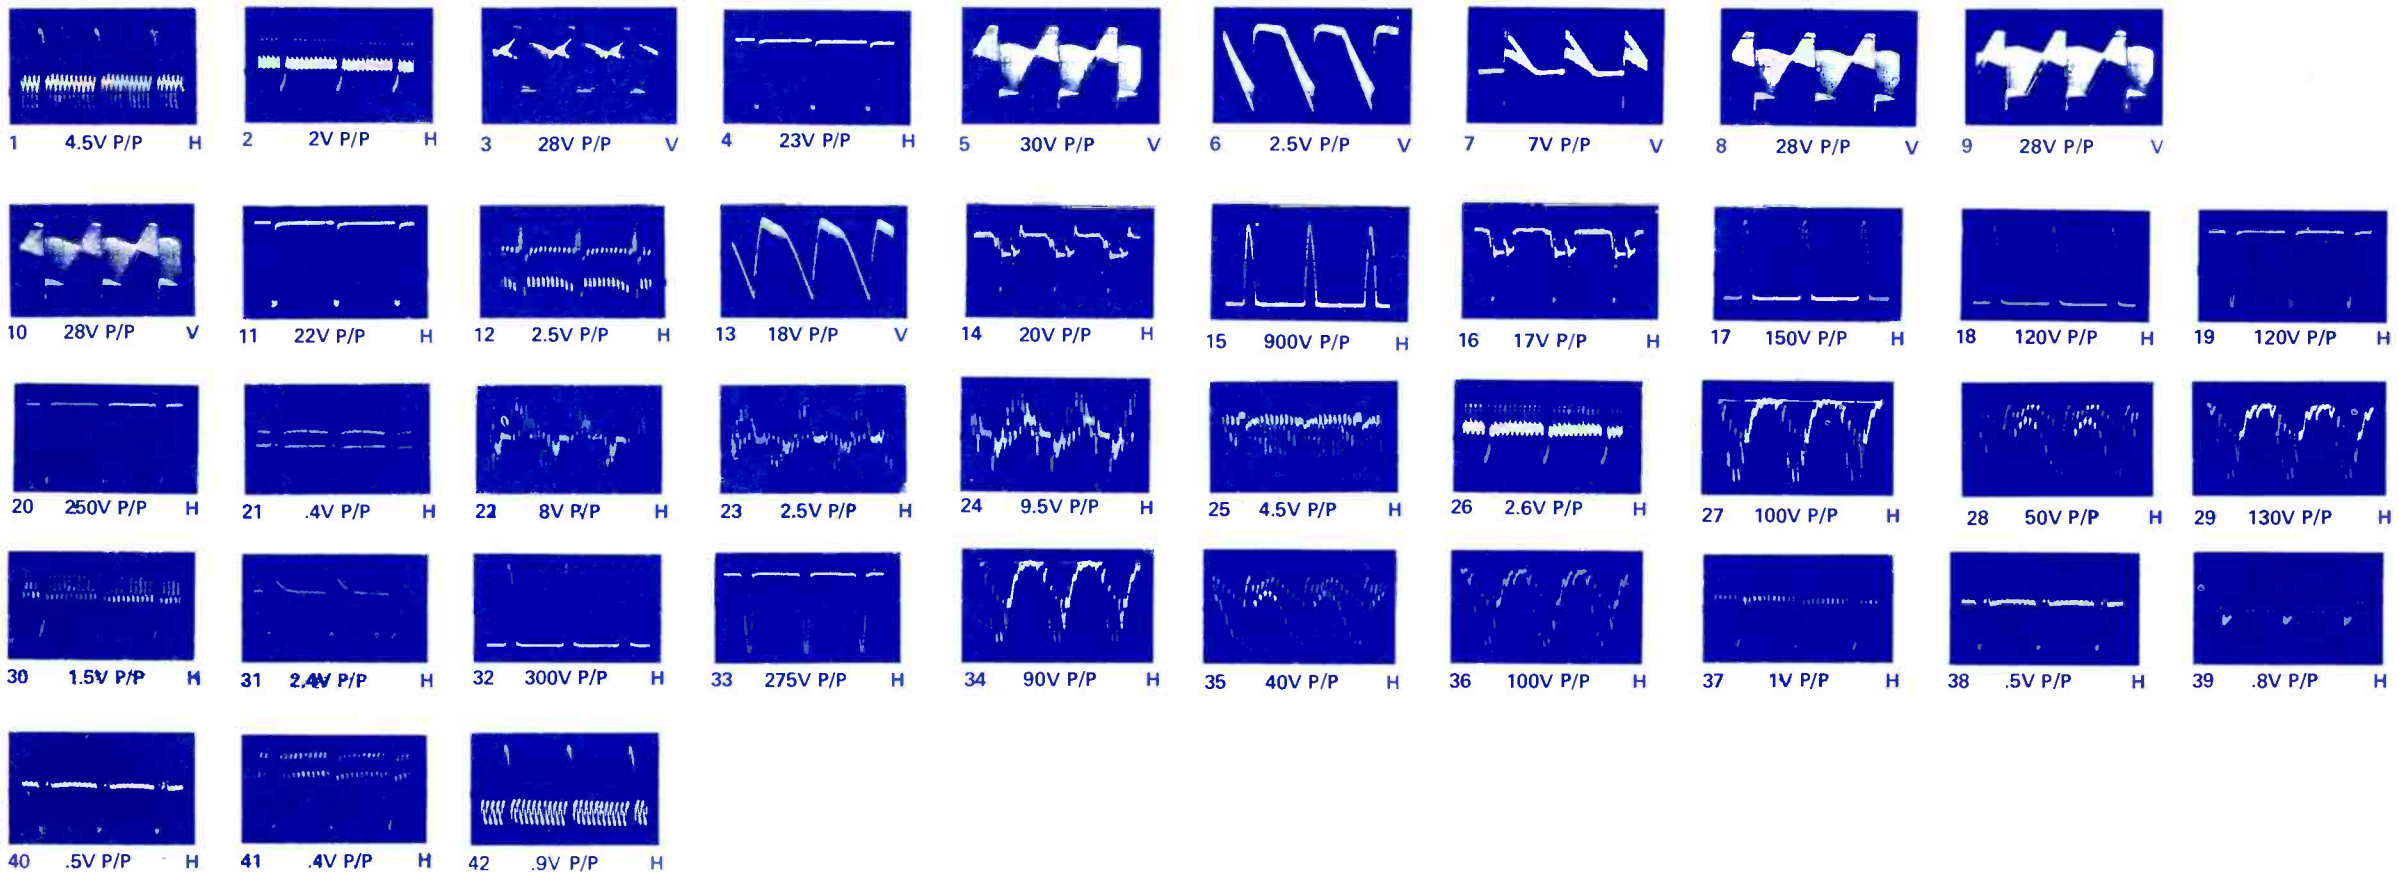 1 4.5V P/P H
2 2V P/P H
3 28V P/P V
4 23V P/P H
5 30V P/P V
6 2.5V P/P V
7 7V P/P V
8 28V P/P V
9 28V P/P V
10 28V P/P V
11 22V P/P H
12 2.5V P/P H
13 18V P/P V
14 20V P/P H
15 900V P/P H
16 17V P/P H
17 150V P/P H
18 120V P/P H
19 120V P/P H
20 250V P/P H
21 .4V P/P H
22 8V P/P H
23 2.5V P/P H
24 9.5V P/P H
25 4.5V P/P H
26 2.6V P/P H
27 100V P/P H
28 50V P/P H
29 130V P/P H
30 1.5V P/P H
31 2.4V P/P H
32 300V P/P H
33 275V P/P H
34 90V P/P H
35 40V P/P H
36 100V P/P H
37 1V P/P H
38 .5V P/P H
39 .8V P/P H
40 .5V P/P H
41 .4V P/P H
42 .9V P/P H